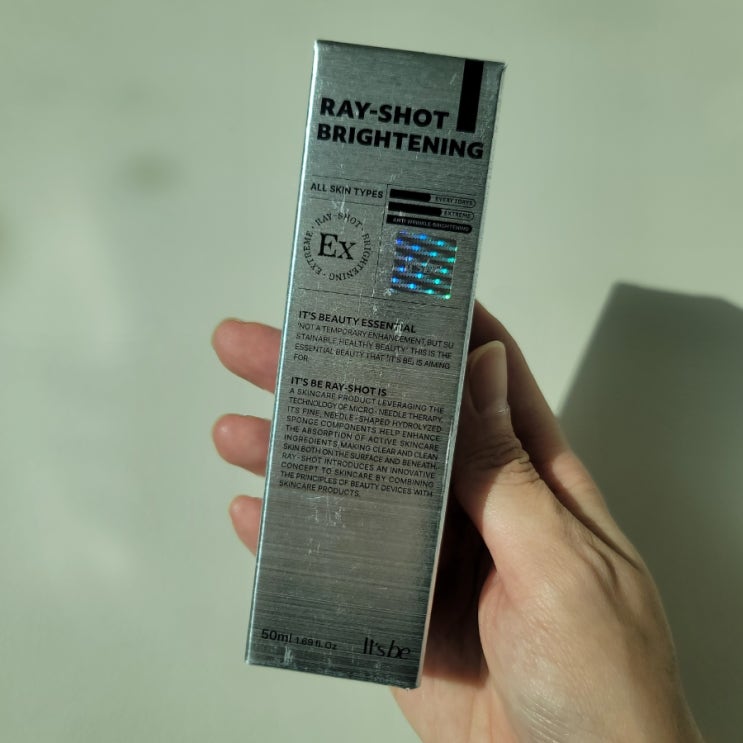 RAY-SHOT
BRIGHTENING
ALL SKIN TYPES
EVERY 7 DAYS
EXTREME
ANTI WRINKLE·BRIGHTENING
RAY-SHOT · BRIGHTENING · EXTREME ·
Ex
IT'S BEAUTY ESSENTIAL
'NOT A TEMPORARY ENHANCEMENT, BUT SU
STAINABLE, HEALTHY BEAUTY' THIS IS THE
ESSENTIAL BEAUTY THAT 'IT'S BE,' IS AIMING
FOR.
IT'S BE RAY-SHOT IS
A SKINCARE PRODUCT LEVERAGING THE
TECHNOLOGY OF MICRO-NEEDLE THERAPY.
ITS FINE, NEEDLE-SHAPED HYDROLYZED
SPONGE COMPONENTS HELP ENHANCE
THE ABSORPTION OF ACTIVE SKINCARE
INGREDIENTS, MAKING CLEAR AND CLEAN
SKIN BOTH ON THE SURFACE AND BENEATH.
RAY-SHOT INTRODUCES AN INNOVATIVE
CONCEPT TO SKINCARE BY COMBINING
THE PRINCIPLES OF BEAUTY DEVICES WITH
SKINCARE PRODUCTS.
50ml 1.69 fl. Oz
It's be